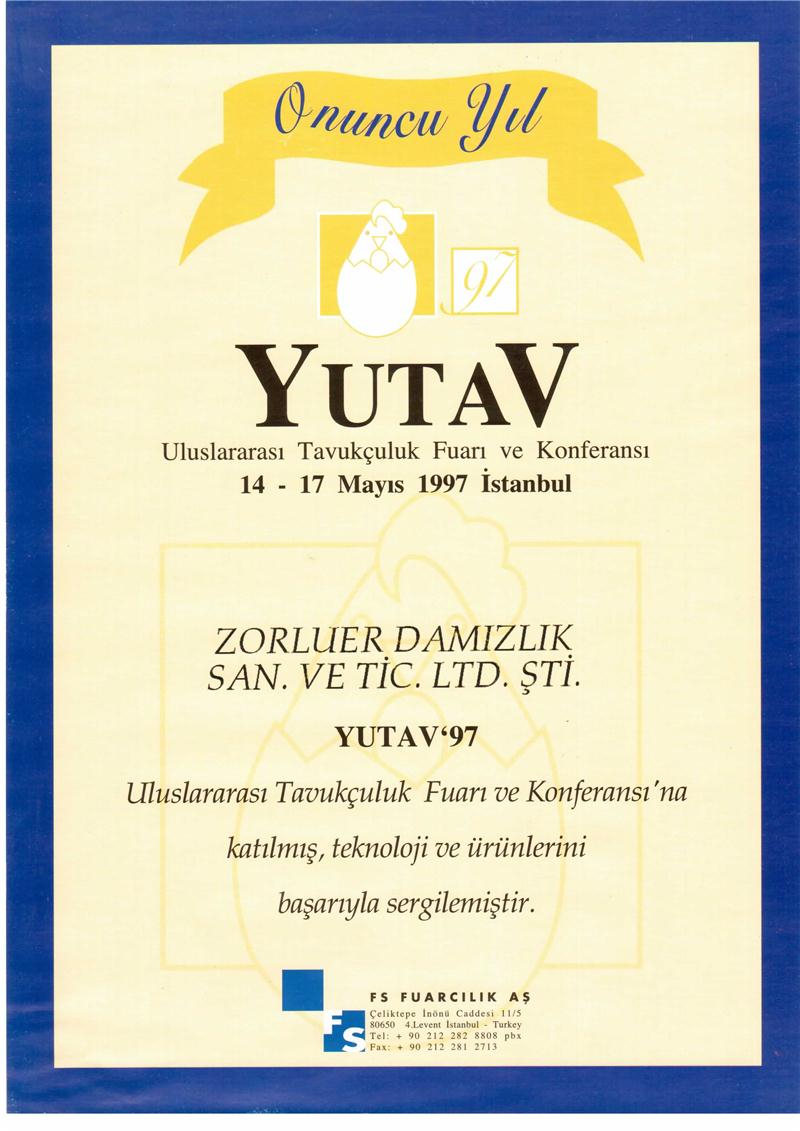 Onuncu Yıl
97
YUTAV
Uluslararası Tavukçuluk Fuarı ve Konferansı
14 - 17 Mayıs 1997 İstanbul
ZORLUER DAMIZLIK
SAN. VE TİC. LTD. ŞTİ.
YUTAV‘97
Uluslararası Tavukçuluk Fuarı ve Konferansı'na
katılmış, teknoloji ve ürünlerini
başarıyla sergilemiştir.
FS
FS FUARCILIK AŞ
Çeliktepe İnönü Caddesi 11/5
80650 4.Levent İstanbul - Turkey
Tel: + 90 212 282 8808 pbx
Fax: + 90 212 281 2713